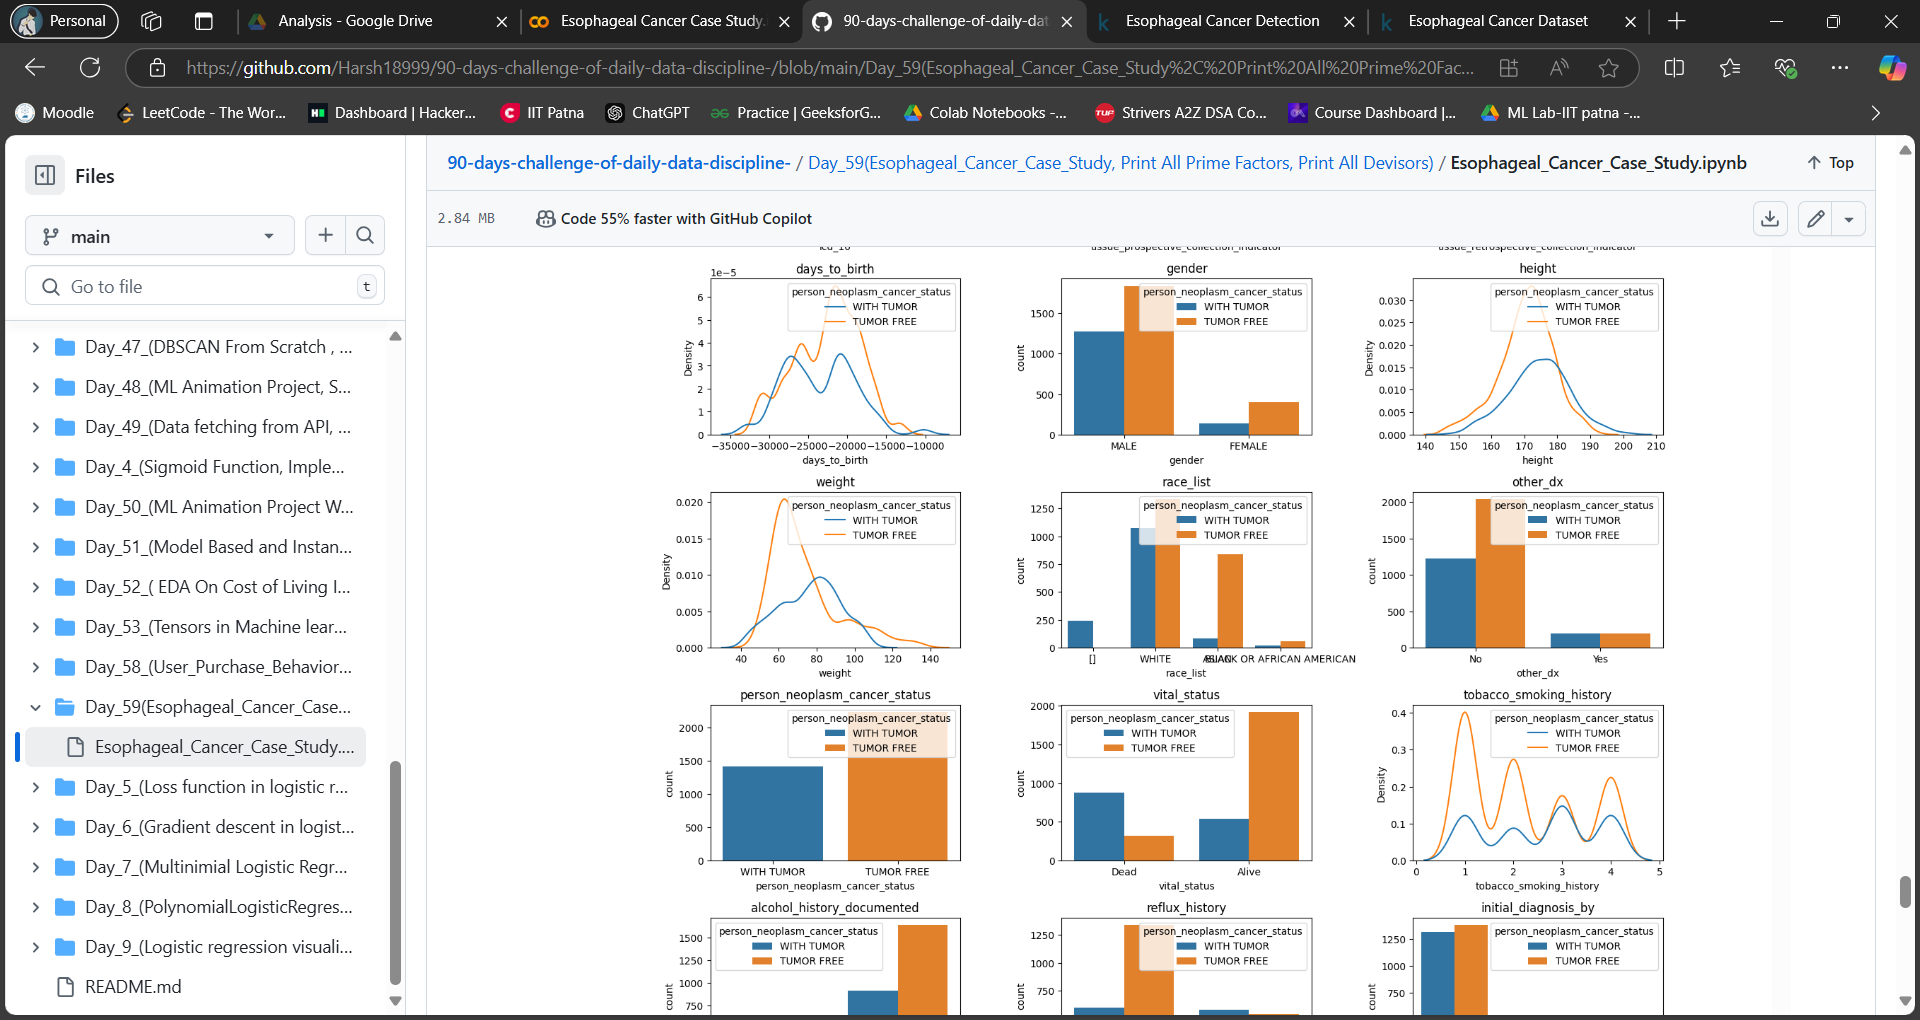 Personal
Analysis - Google Drive
Esophageal Cancer Case Study.
90-days-challenge-of-daily-dat
Esophageal Cancer Detection
Esophageal Cancer Dataset
https://github.com/Harsh18999/90-days-challenge-of-daily-data-discipline-/blob/main/Day_59(Esophageal_Cancer_Case_Study%2C%20Print%20All%20Prime%20Fac...
Moodle
LeetCode - The Wor...
Dashboard | Hacker...
IIT Patna
ChatGPT
Practice | GeeksforG...
Colab Notebooks -...
Strivers A2Z DSA Co...
Course Dashboard |...
ML Lab-IIT patna -...
Files
main
Go to file
t
Day_47_(DBSCAN From Scratch , ...
Day_48_(ML Animation Project, S...
Day_49_(Data fetching from API, ...
Day_4_(Sigmoid Function, Imple...
Day_50_(ML Animation Project W...
Day_51_(Model Based and Instan...
Day_52_( EDA On Cost of Living I...
Day_53_(Tensors in Machine lear...
Day_58_(User_Purchase_Behavior...
Day_59(Esophageal_Cancer_Case...
Esophageal_Cancer_Case_Study....
Day_5_(Loss function in logistic r...
Day_6_(Gradient descent in logist...
Day_7_(Multinimial Logistic Regr...
Day_8_(PolynomialLogisticRegres...
Day_9_(Logistic regression visuali...
README.md
90-days-challenge-of-daily-data-discipline- / Day_59(Esophageal_Cancer_Case_Study, Print All Prime Factors, Print All Devisors) / Esophageal_Cancer_Case_Study.ipynb
Top
2.84 MB
Code 55% faster with GitHub Copilot
days_to_birth
1e−5
person_neoplasm_cancer_status
WITH TUMOR
TUMOR FREE
6
5
4
3
2
1
0
Density
−35000−30000−25000−20000−15000−10000
days_to_birth
gender
person_neoplasm_cancer_status
WITH TUMOR
TUMOR FREE
1500
1000
500
0
count
MALE FEMALE
gender
height
person_neoplasm_cancer_status
WITH TUMOR
TUMOR FREE
0.030
0.025
0.020
0.015
0.010
0.005
0.000
Density
140 150 160 170 180 190 200 210
height
weight
person_neoplasm_cancer_status
WITH TUMOR
TUMOR FREE
0.020
0.015
0.010
0.005
0.000
Density
40 60 80 100 120 140
weight
race_list
person_neoplasm_cancer_status
WITH TUMOR
TUMOR FREE
1250
1000
750
500
250
0
count
[] WHITE OR AFRICAN AMERICAN
race_list
other_dx
person_neoplasm_cancer_status
WITH TUMOR
TUMOR FREE
2000
1500
1000
500
0
count
No Yes
other_dx
person_neoplasm_cancer_status
person_neoplasm_cancer_status
WITH TUMOR
TUMOR FREE
2000
1500
1000
500
0
count
WITH TUMOR TUMOR FREE
person_neoplasm_cancer_status
vital_status
person_neoplasm_cancer_status
WITH TUMOR
TUMOR FREE
2000
1500
1000
500
0
count
Dead Alive
vital_status
tobacco_smoking_history
person_neoplasm_cancer_status
WITH TUMOR
TUMOR FREE
0.4
0.3
0.2
0.1
0.0
Density
0 1 2 3 4 5
tobacco_smoking_history
alcohol_history_documented
person_neoplasm_cancer_status
WITH TUMOR
TUMOR FREE
1500
1250
1000
750
count
reflux_history
person_neoplasm_cancer_status
WITH TUMOR
TUMOR FREE
1250
1000
750
count
initial_diagnosis_by
person_neoplasm_cancer_status
WITH TUMOR
TUMOR FREE
1250
1000
750
count